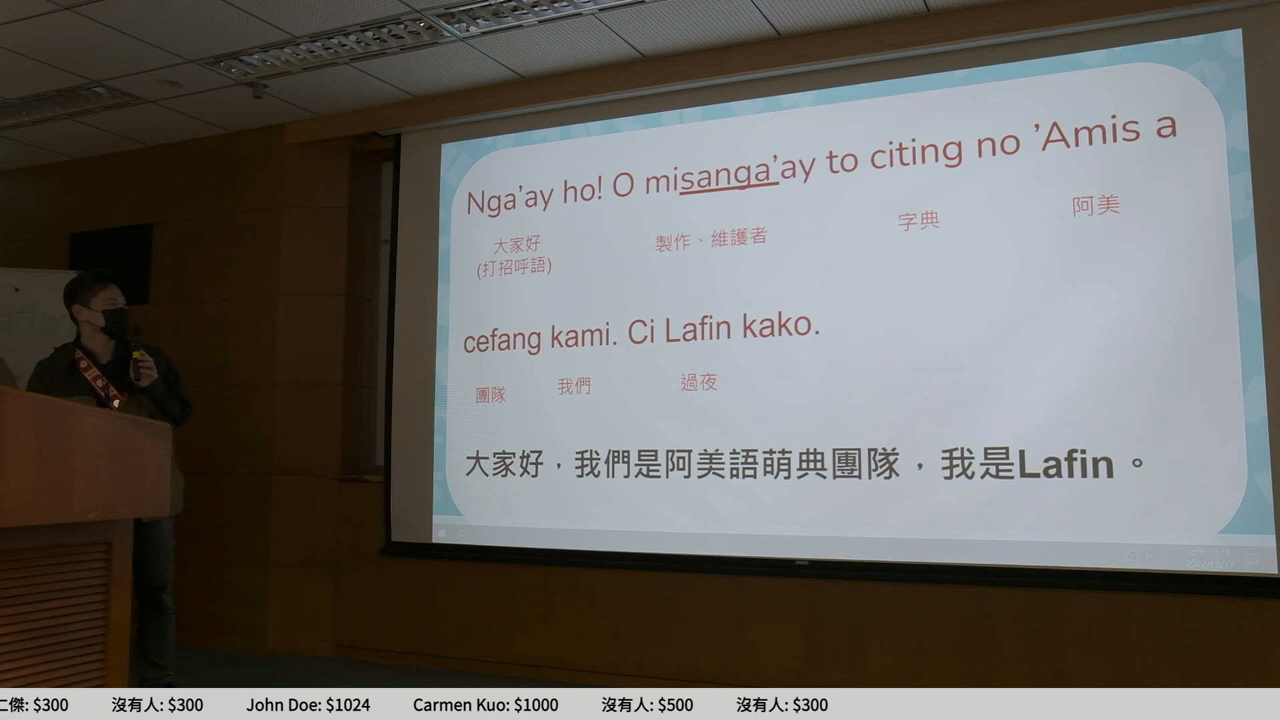 Nga’ay ho! O misanga’ay to citing no ’Amis a
大家好 製作、維護者 字典 阿美
(打招呼語)
cefang kami. Ci Lafin kako.
團隊 我們 過夜
大家好，我們是阿美語萌典團隊，我是Lafin。
仁傑: $300 沒有人: $300 John Doe: $1024 Carmen Kuo: $1000 沒有人: $500 沒有人: $300